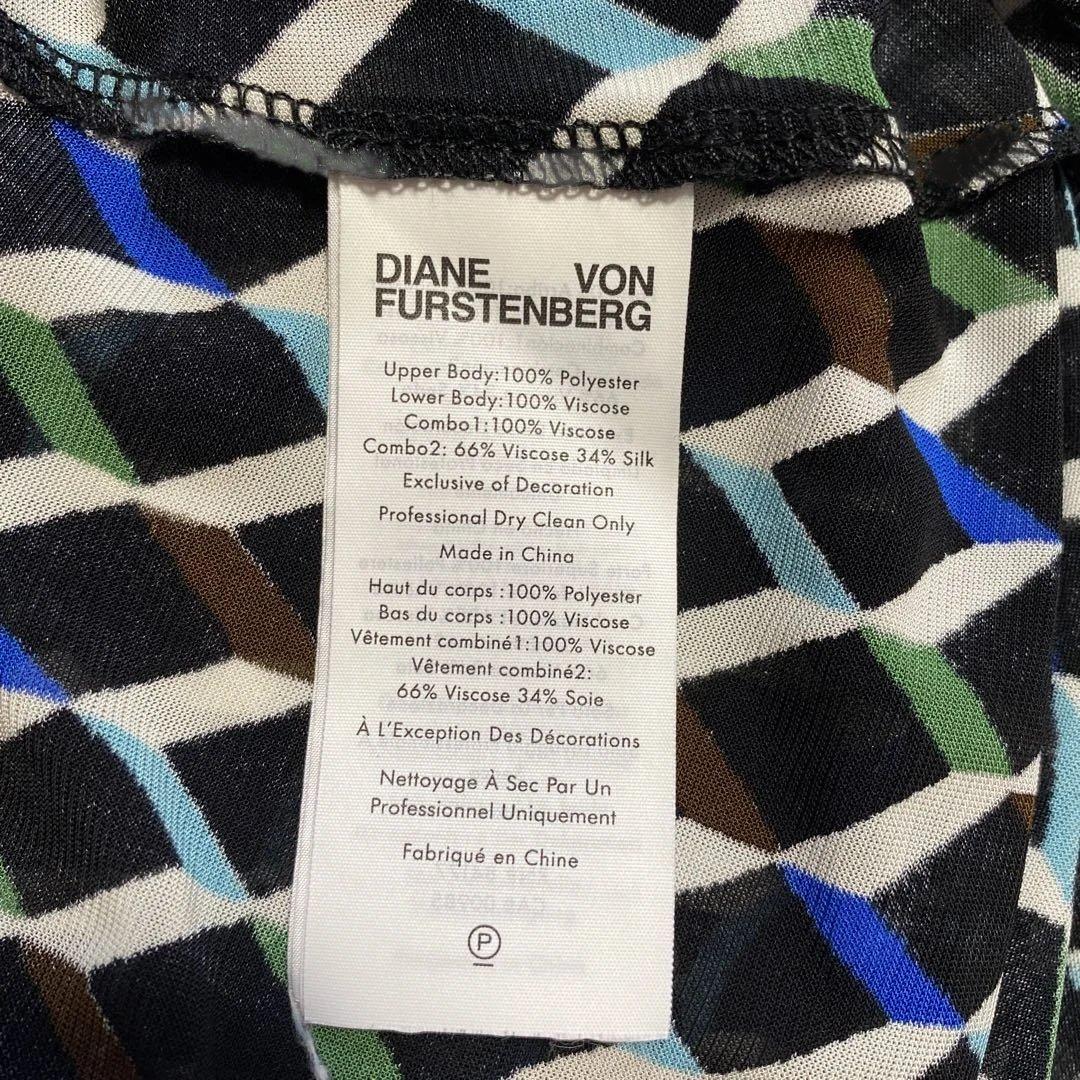 DIANE VON
FURSTENBERG
Upper Body:100% Polyester
Lower Body:100% Viscose
Combo1:100% Viscose
Combo2: 66% Viscose 34% Silk
Exclusive of Decoration
Professional Dry Clean Only
Made in China
Haut du corps :100% Polyester
Bas du corps :100% Viscose
Vêtement combiné1:100% Viscose
Vêtement combiné2:
66% Viscose 34% Soie
À L'Exception Des Décorations
Nettoyage À Sec Par Un
Professionnel Uniquement
Fabriqué en Chine
P